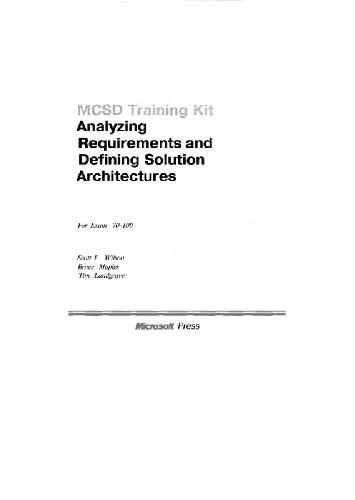 MCSD Training Kit
Analyzing
Requirements and
Defining Solution
Architectures
For Exam 70-100
Scott F. Wilson
Bruce Maples
Tim Landgrave
Microsoft Press